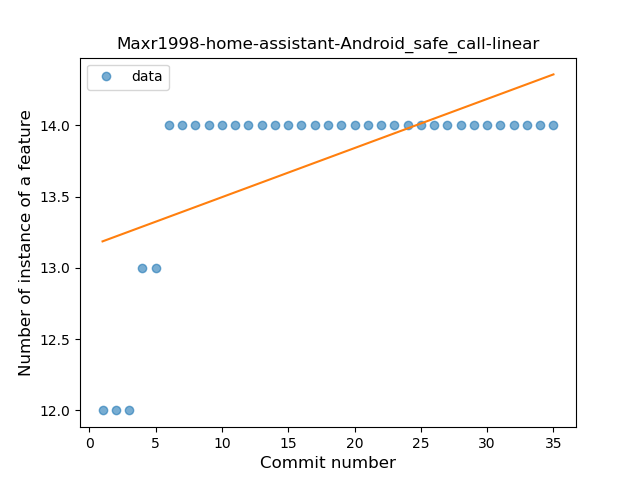 Maxr1998-home-assistant-Android_safe_call-linear
data
Number of instance of a feature
14.0
13.5
13.0
12.5
12.0
0 5 10 15 20 25 30 35
Commit number